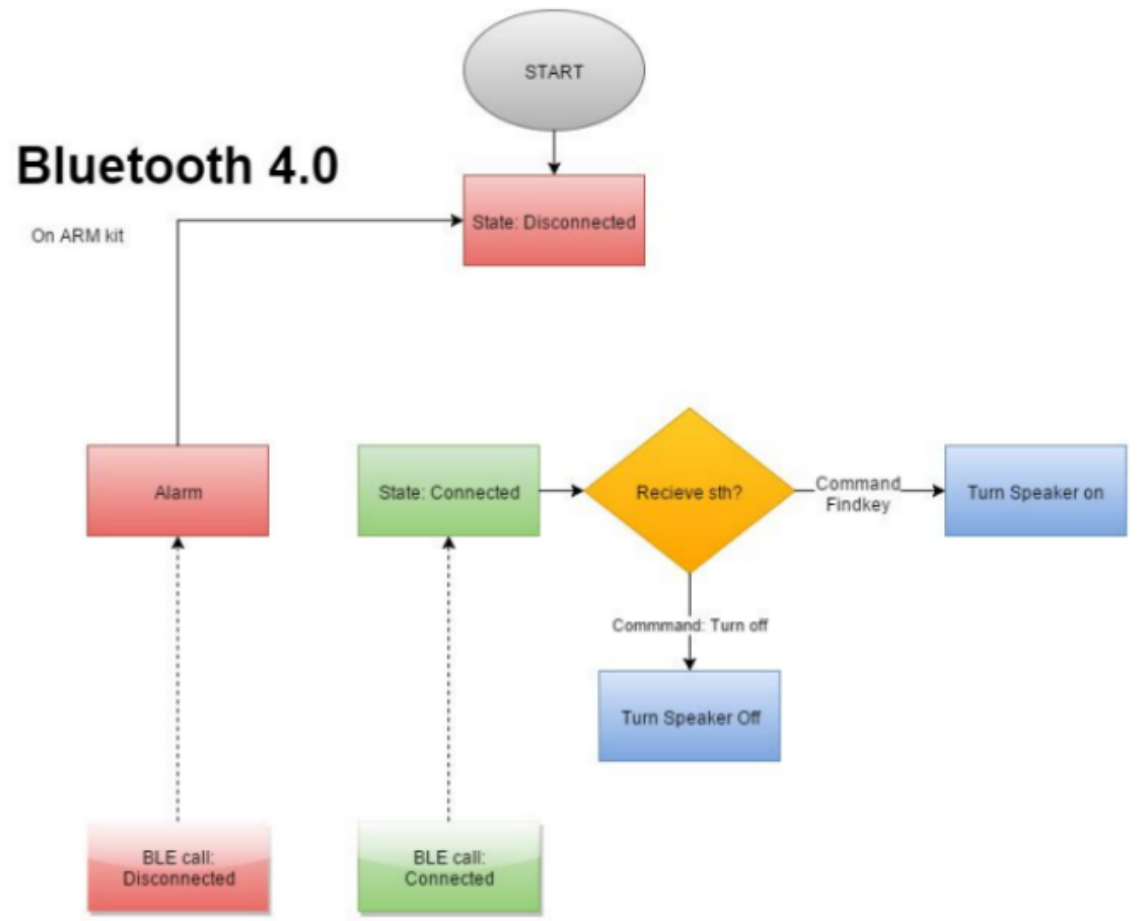 START
Bluetooth 4.0
On ARM kit
State: Disconnected
Alarm
State: Connected
Recieve sth?
Command
Findkey
Turn Speaker on
Commmand: Turn off
Turn Speaker Off
BLE call:
Disconnected
BLE call:
Connected